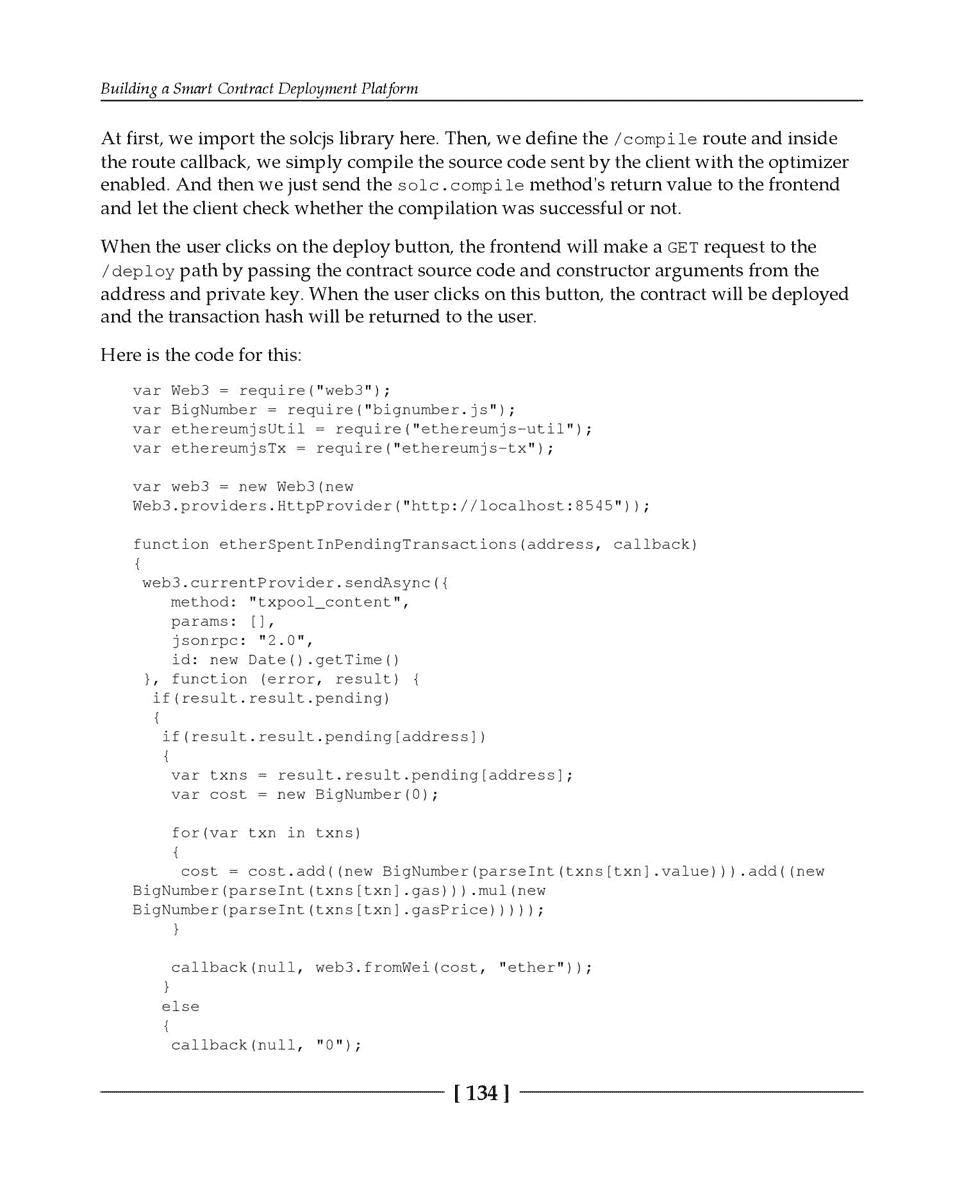 Building a Smart Contract Deployment Platform
At first, we import the solcjs library here. Then, we define the /compile route and inside
the route callback, we simply compile the source code sent by the client with the optimizer
enabled. And then we just send the solc.compile method's return value to the frontend
and let the client check whether the compilation was successful or not.
When the user clicks on the deploy button, the frontend will make a GET request to the
/deploy path by passing the contract source code and constructor arguments from the
address and private key. When the user clicks on this button, the contract will be deployed
and the transaction hash will be returned to the user.
Here is the code for this:
var Web3 = require("web3");
var BigNumber = require("bignumber.js");
var ethereumjsUtil = require("ethereumjs-util");
var ethereumjsTx = require("ethereumjs-tx");
var web3 = new Web3(new
Web3.providers.HttpProvider("http://localhost:8545"));
function etherSpentInPendingTransactions(address, callback)
{
web3.currentProvider.sendAsync({
method: "txpool_content",
params: [],
jsonrpc: "2.0",
id: new Date().getTime()
}, function (error, result) {
if(result.result.pending)
{
if(result.result.pending[address])
{
var txns = result.result.pending[address];
var cost = new BigNumber(0);
for(var txn in txns)
{
cost = cost.add((new BigNumber(parseInt(txns[txn].value))).add((new
BigNumber(parseInt(txns[txn].gas))).mul(new
BigNumber(parseInt(txns[txn].gasPrice)))));
}
callback(null, web3.fromWei(cost, "ether"));
}
else
{
callback(null, "0");
[ 134 ]